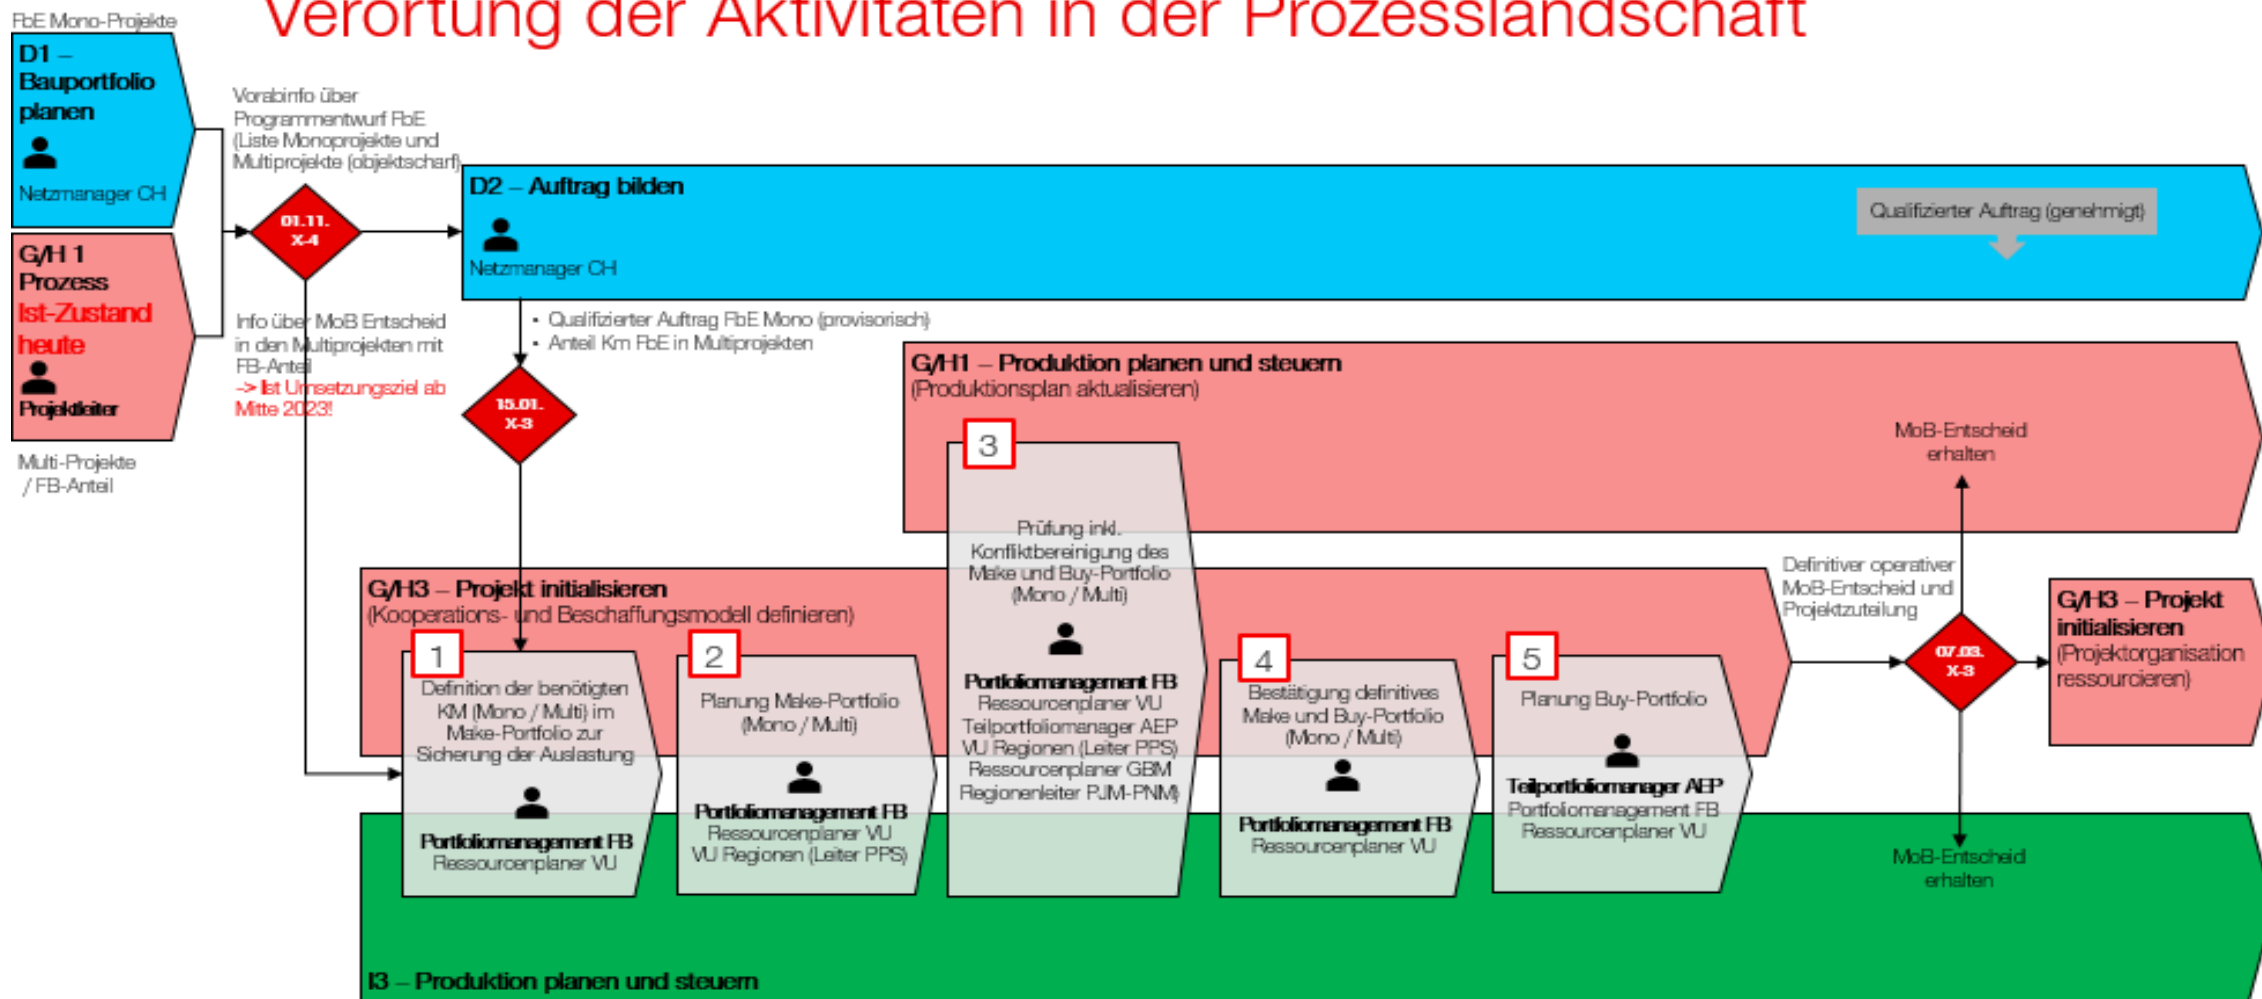 Verortung der Aktivitäten in der Prozesslandschaft
FbE Mono-Projekte
D1 –
Bauportfolio
planen
Netzmanager CH
G/H 1
Prozess
Ist-Zustand
heute
Projektleiter
Multi-Projekte
/ FB-Anteil
Vorabinfo über
Programmentwurf FbE
(Liste Monoprojekte und
Multiprojekte (objektscharf)
01.11.
X-4
Info über MoB Entscheid
in den Multiprojekten mit
FB-Anteil
-> Ist Umsetzungsziel ab
Mitte 2023!
D2 – Auftrag bilden
Netzmanager CH
Qualifizierter Auftrag (genehmigt)
• Qualifizierter Auftrag FbE Mono (provisorisch)
• Anteil Km FbE in Multiprojekten
15.01.
X-3
G/H1 – Produktion planen und steuern
(Produktionsplan aktualisieren)
MoB-Entscheid
erhalten
G/H3 – Projekt initialisieren
(Kooperations- und Beschaffungsmodell definieren)
1
Definition der benötigten
KM (Mono / Multi) im
Make-Portfolio zur
Sicherung der Auslastung
Portfoliomanagement FB
Ressourcenplaner VU
2
Planung Make-Portfolio
(Mono / Multi)
Portfoliomanagement FB
Ressourcenplaner VU
VU Regionen (Leiter PPS)
3
Prüfung inkl.
Konfliktbereinigung des
Make und Buy-Portfolio
(Mono / Multi)
Portfoliomanagement FB
Ressourcenplaner VU
Teilportfoliomanager AEP
VU Regionen (Leiter PPS)
Ressourcenplaner GBM
Regionenleiter PJM-PNM)
4
Bestätigung definitives
Make und Buy-Portfolio
(Mono / Multi)
Portfoliomanagement FB
Ressourcenplaner VU
5
Planung Buy-Portfolio
Teilportfoliomanager AEP
Portfoliomanagement FB
Ressourcenplaner VU
Definitiver operativer
MoB-Entscheid und
Projektzuteilung
07.03.
X-3
G/H3 – Projekt
initialisieren
(Projektorganisation
ressourcieren)
MoB-Entscheid
erhalten
I3 – Produktion planen und steuern